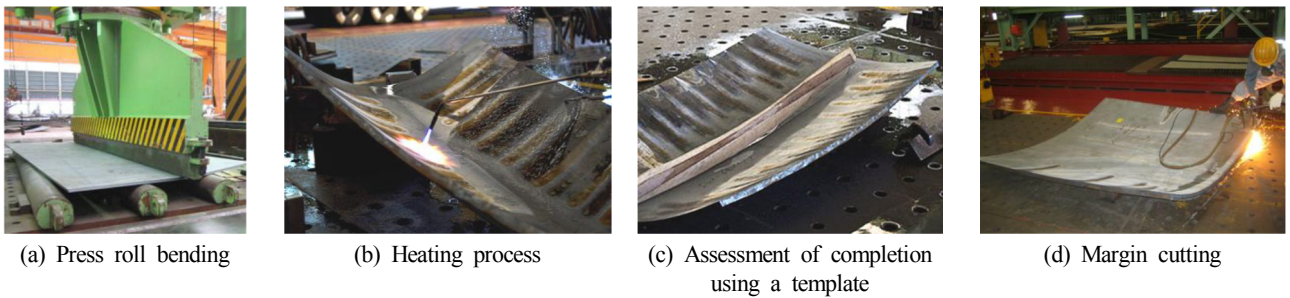 (a) Press roll bending
(b) Heating process
(c) Assessment of completion
using a template
(d) Margin cutting